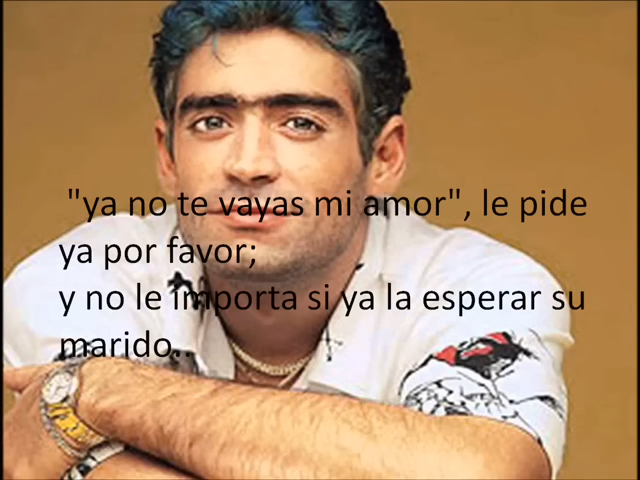 "ya no te vayas mi amor", le pide
ya por favor;
y no le importa si ya la esperar su
marido...